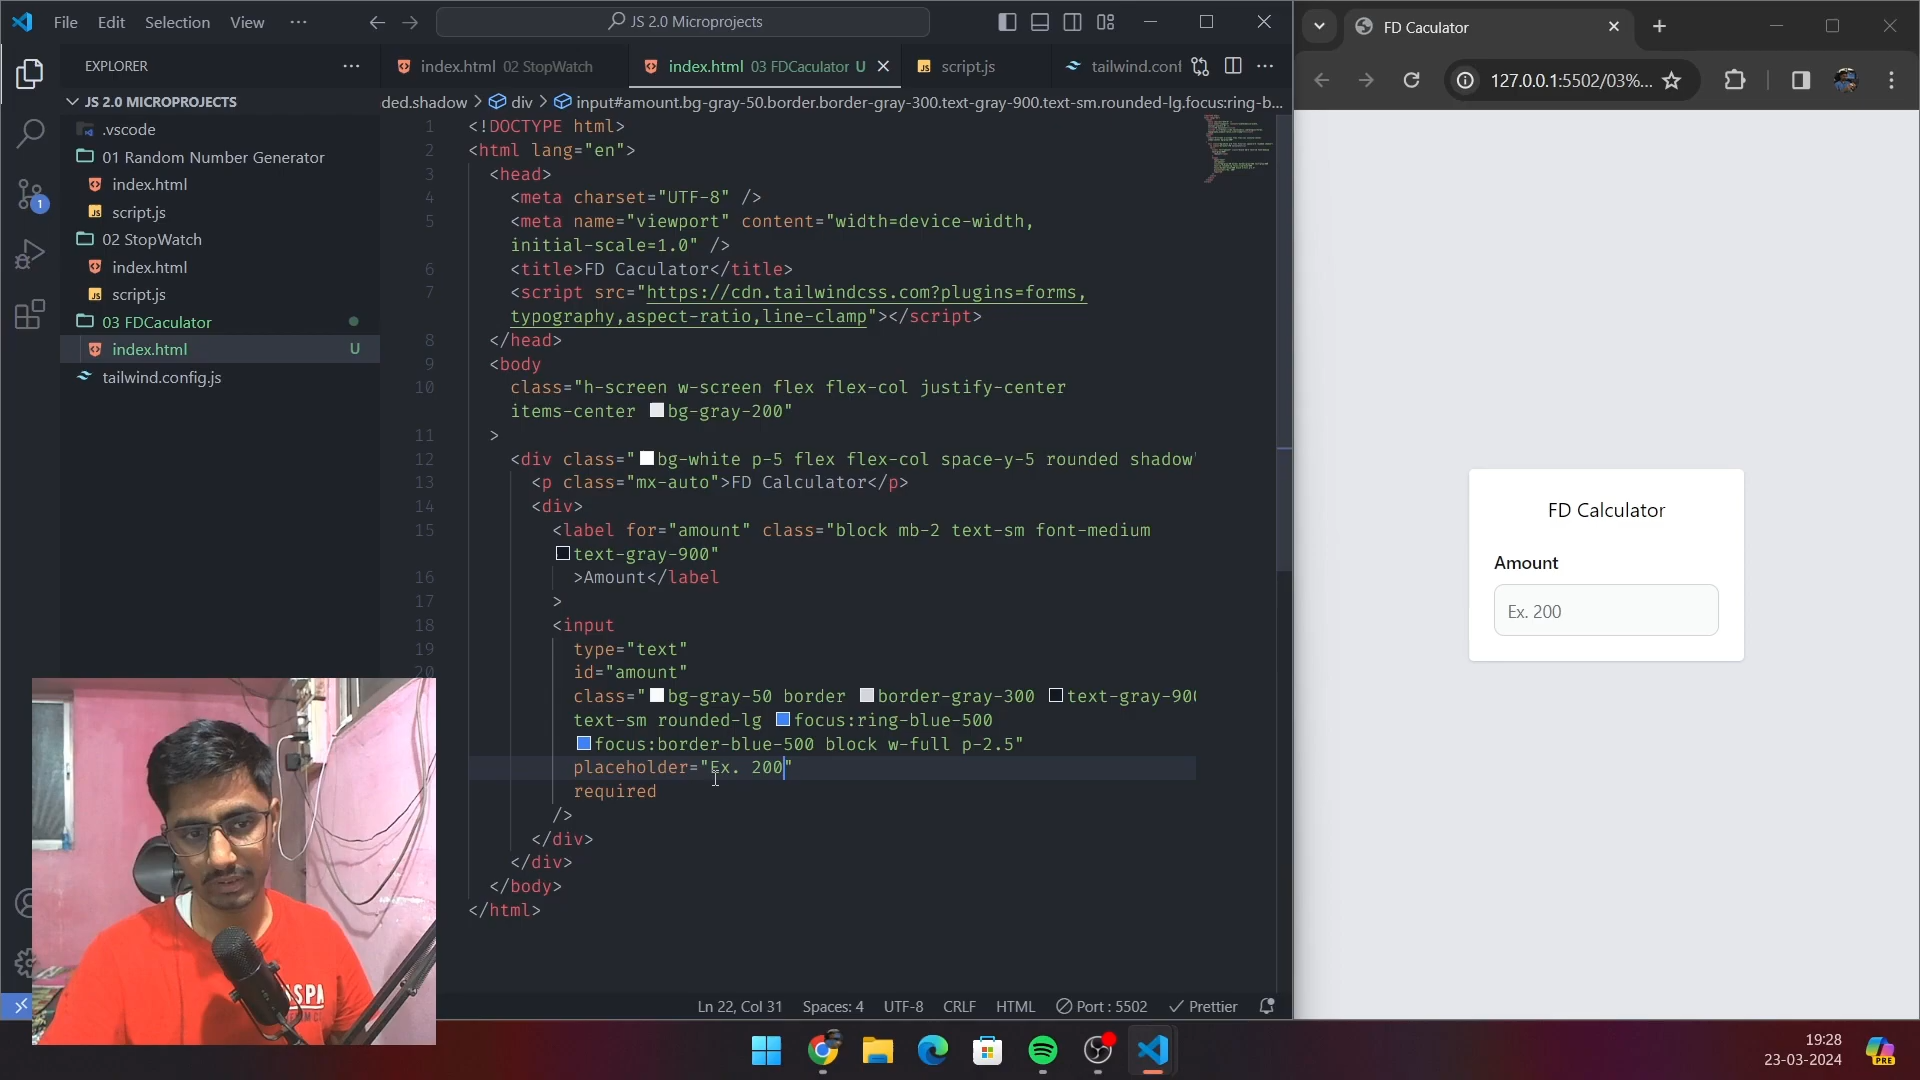 File Edit Selection View ···
JS 2.0 Microprojects
EXPLORER
JS 2.0 MICROPROJECTS
.vscode
01 Random Number Generator
index.html
script.js
02 StopWatch
index.html
script.js
03 FDCaculator
index.html U
tailwind.config.js
1
index.html 02 StopWatch
index.html 03 FDCaculator U
script.js
tailwind.conf
ded.shadow > div > input#amount.bg-gray-50.border.border-gray-300.text-gray-900.text-sm.rounded-lg.focus:ring-b...
1 <!DOCTYPE html>
2 <html lang="en">
3 <head>
4 <meta charset="UTF-8" />
5 <meta name="viewport" content="width=device-width,
initial-scale=1.0" />
6 <title>FD Caculator</title>
7 <script src="https://cdn.tailwindcss.com?plugins=forms,
typography,aspect-ratio,line-clamp"></script>
8 </head>
9 <body
10 class="h-screen w-screen flex flex-col justify-center
items-center bg-gray-200"
11 >
12 <div class="bg-white p-5 flex flex-col space-y-5 rounded shadow"
13 <p class="mx-auto">FD Calculator</p>
14 <div>
15 <label for="amount" class="block mb-2 text-sm font-medium
text-gray-900"
16 >Amount</label
17 >
18 <input
19 type="text"
20 id="amount"
class="bg-gray-50 border border-gray-300 text-gray-900
text-sm rounded-lg focus:ring-blue-500
focus:border-blue-500 block w-full p-2.5"
placeholder="Ex. 200"
required
/>
</div>
</div>
</body>
</html>
Ln 22, Col 31 Spaces: 4 UTF-8 CRLF HTML Port : 5502 Prettier
FD Caculator
127.0.0.1:5502/03%...
FD Calculator
Amount
Ex. 200
19:28
23-03-2024
PRE